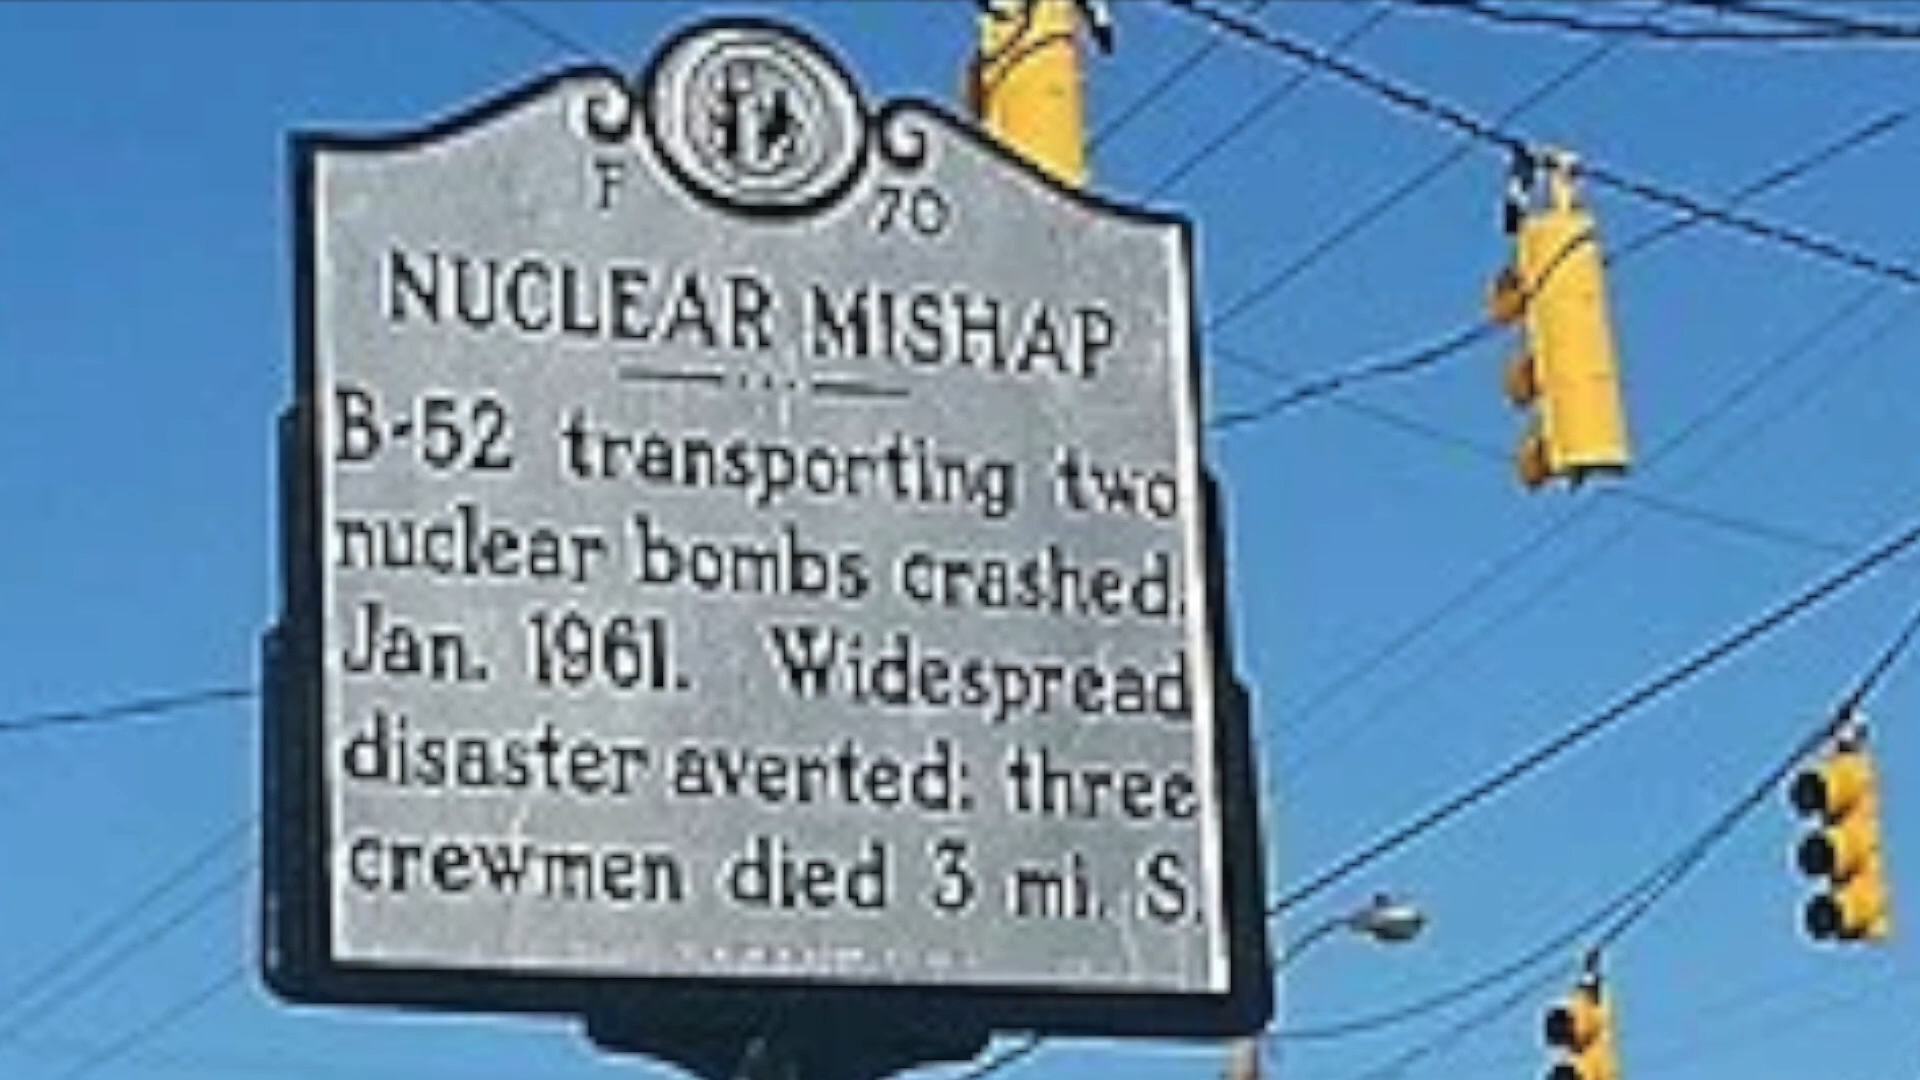 F 70
NUCLEAR MISHAP
B-52 transporting two
nuclear bombs crashed,
Jan. 1961. Widespread
disaster averted: three
crewmen died 3 mi. S.